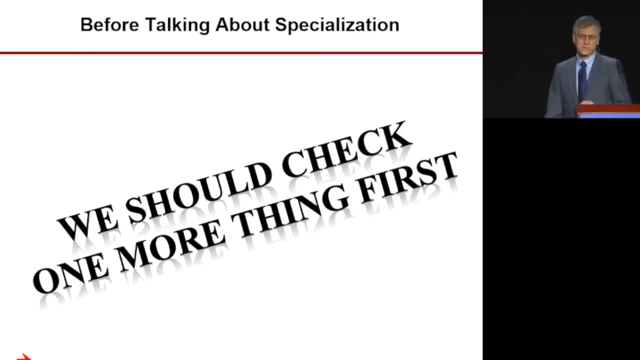 Before Talking About Specialization
WE SHOULD CHECK
ONE MORE THING FIRST